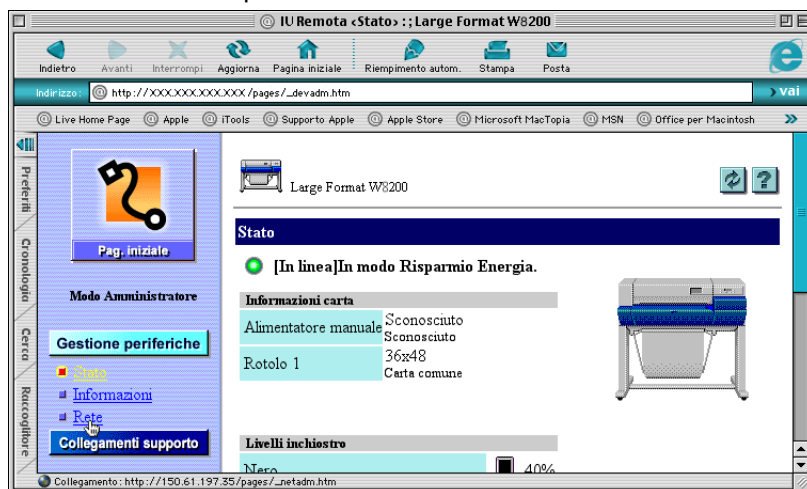 IU Remota <Stato> : ; Large Format W8200
Indietro Avanti Interrompi Aggiorna Pagina iniziale Riempimento autom. Stampa Posta
Indirizzo: http://XXX.XXX.XXX.XXX/pages/_devadm.htm vai
Live Home Page Apple iTools Supporto Apple Apple Store Microsoft MacTopia MSN Office per Macintosh
Preferiti
Cronologia
Cerca
Raccoglitore
Pag. iniziale
Modo Amministratore
Gestione periferiche
Stato
Informazioni
Rete
Collegamenti supporto
Large Format W8200
Stato
[In linea]In modo Risparmio Energia.
Informazioni carta
Alimentatore manuale Sconosciuto
Sconosciuto
Rotolo 1 36x48
Carta comune
Livelli inchiostro
Nero 40%
Collegamento: http://150.61.197.35/pages/_netadm.htm